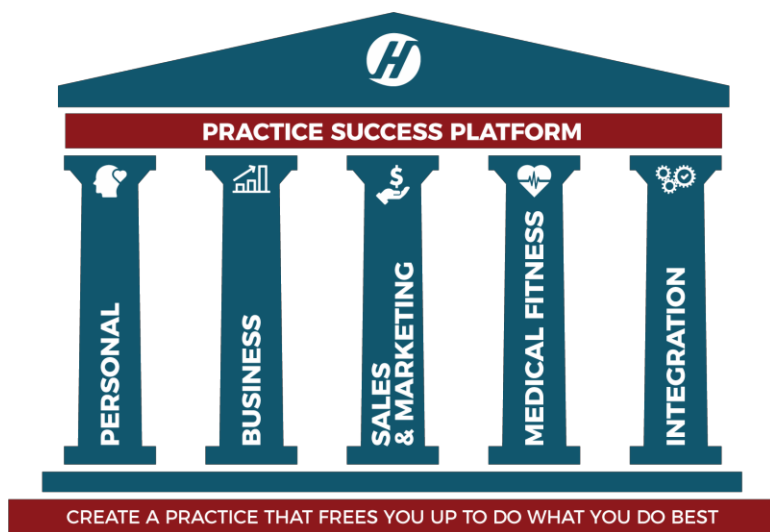 H
PRACTICE SUCCESS PLATFORM
$
PERSONAL
BUSINESS
SALES
& MARKETING
MEDICAL FITNESS
INTEGRATION
CREATE A PRACTICE THAT FREES YOU UP TO DO WHAT YOU DO BEST